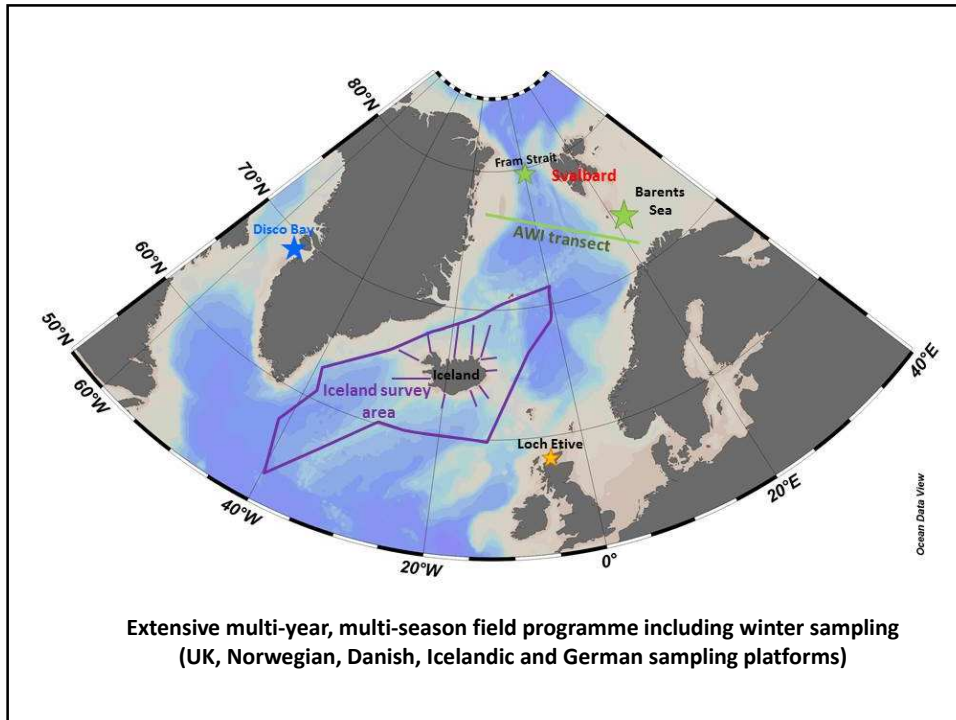 80°N
70°N
60°N
50°N
60°W
40°W
20°W
0°
20°E
40°E
Fram Strait
Svalbard
Barents
Sea
AWI transect
Disco Bay
Iceland
Iceland survey
area
Loch Etive
Ocean Data View
Extensive multi-year, multi-season field programme including winter sampling
(UK, Norwegian, Danish, Icelandic and German sampling platforms)